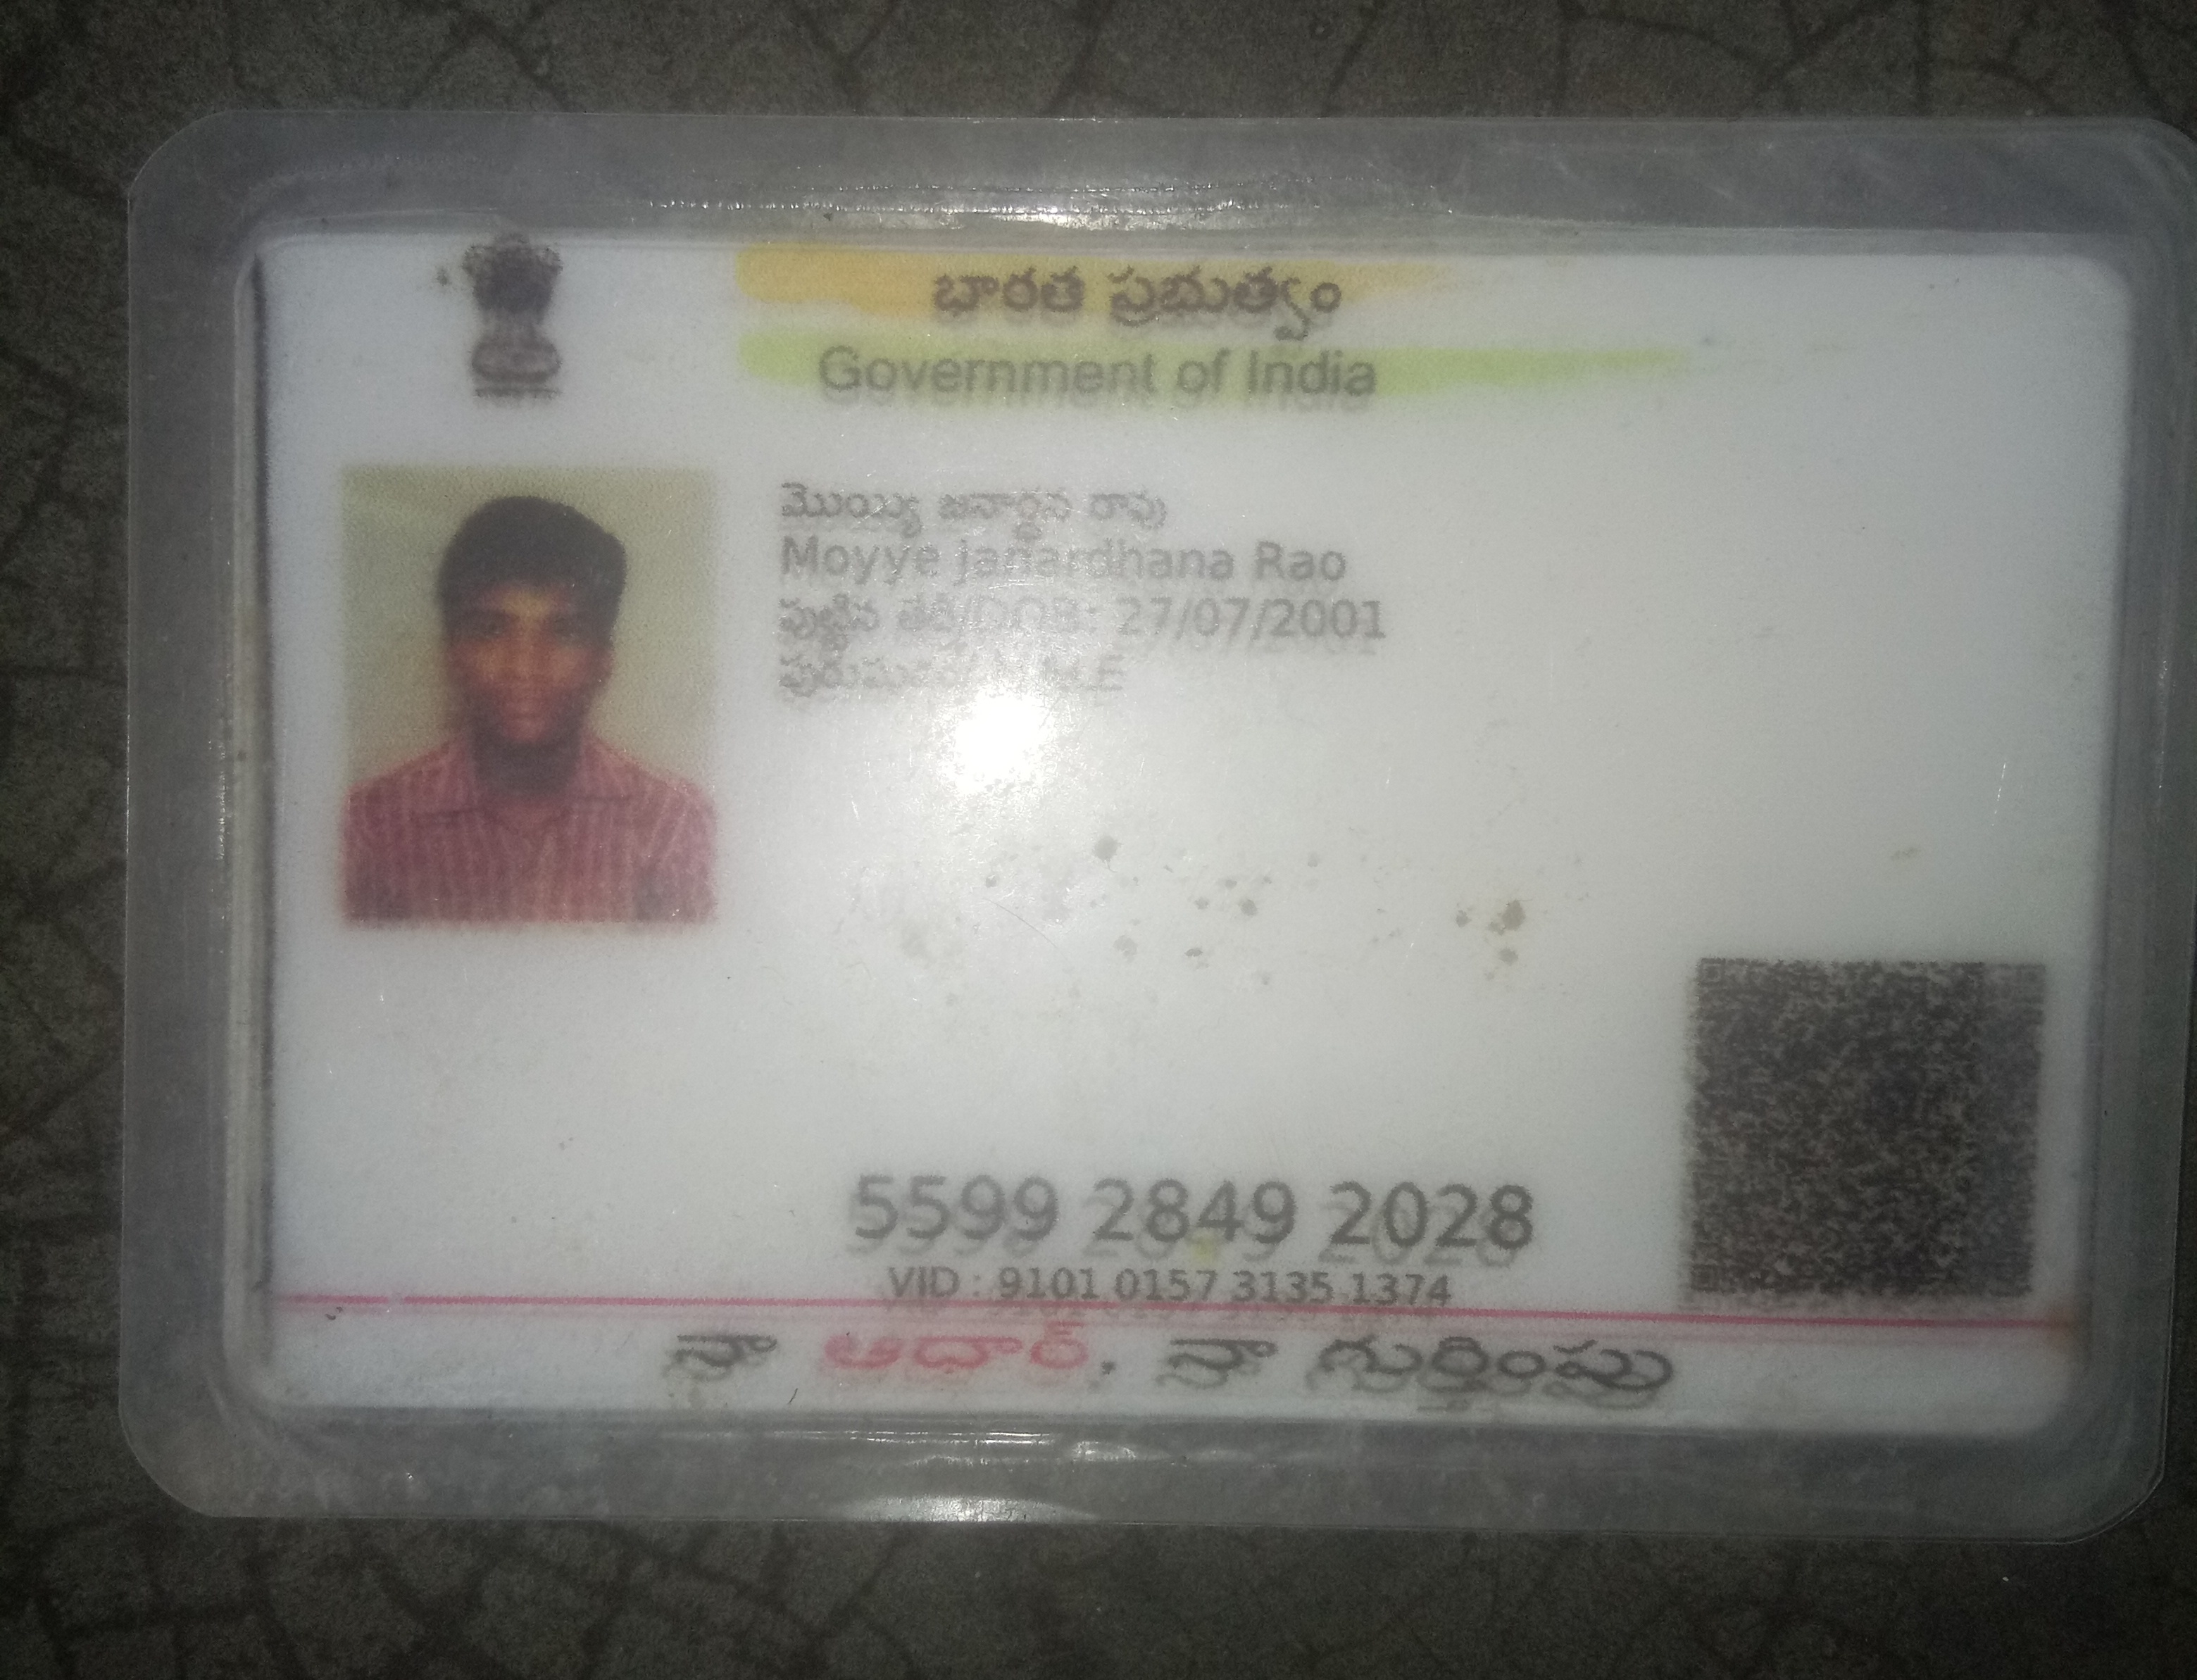 భారత ప్రభుత్వం
Government of India
మొయ్యి జనార్ధన రావు
Moyye Janardhana Rao
పుట్టిన తేదీ/DOB: 27/07/2001
5599 2849 2028
VID : 9101 0157 3135 1374
నా ఆధార్, నా గుర్తింపు